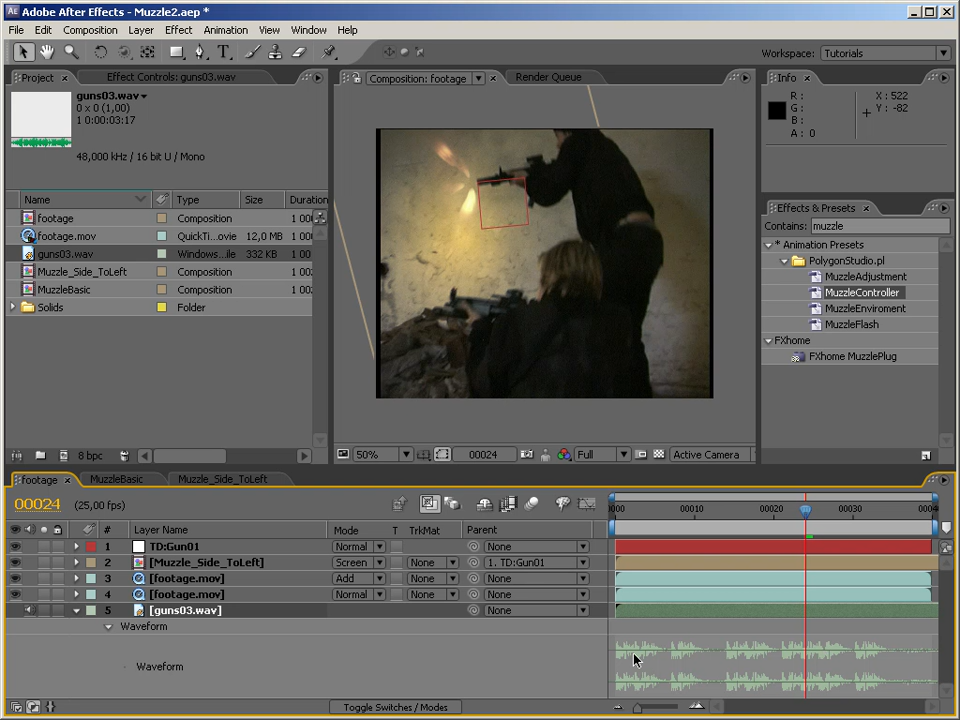 Adobe After Effects - Muzzle2.aep *
File Edit Composition Layer Effect Animation View Window Help
Workspace: Tutorials
Project × Effect Controls: guns03.wav
Composition: footage × Render Queue
Info ×
guns03.wav
0 x 0 (1,00)
1 0:00:03:17
48,000 kHz / 16 bit U / Mono
R :
G :
B :
A : 0
X : 522
Y : -82
Name Type Size Duration
footage Composition 1 00
footage.mov QuickTi...ovie 12,0 MB 1 00
guns03.wav Windows...ile 332 KB 1 00
Muzzle_Side_ToLeft Composition 1 00
MuzzleBasic Composition 1 00
Solids Folder
8 bpc
50% 00024 Full Active Camera
Effects & Presets ×
Contains: muzzle
* Animation Presets
PolygonStudio.pl
MuzzleAdjustment
MuzzleController
MuzzleEnviroment
MuzzleFlash
FXhome
FXhome MuzzlePlug
footage × MuzzleBasic Muzzle_Side_ToLeft
00024 (25,00 fps)
0000 00010 00020 00030 0004
# Layer Name Mode T TrkMat Parent
1 TD:Gun01 Normal None
2 [Muzzle_Side_ToLeft] Screen None 1. TD:Gun01
3 [footage.mov] Add None None
4 [footage.mov] Normal None None
5 [guns03.wav] None
Waveform
Waveform
Toggle Switches / Modes